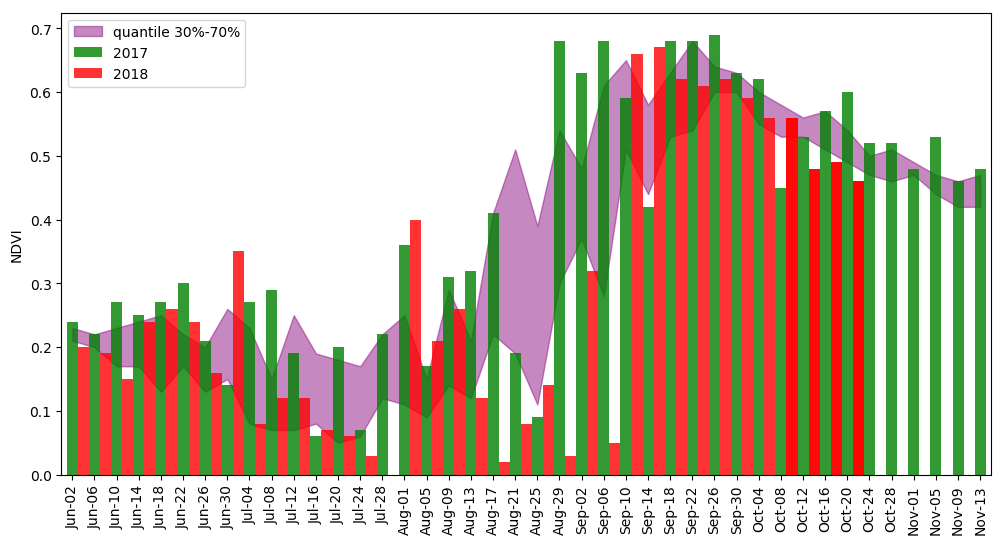 quantile 30%-70%
2017
2018
NDVI
0.7
0.6
0.5
0.4
0.3
0.2
0.1
0.0
Jun-02
Jun-06
Jun-10
Jun-14
Jun-18
Jun-22
Jun-26
Jun-30
Jul-04
Jul-08
Jul-12
Jul-16
Jul-20
Jul-24
Jul-28
Aug-01
Aug-05
Aug-09
Aug-13
Aug-17
Aug-21
Aug-25
Aug-29
Sep-02
Sep-06
Sep-10
Sep-14
Sep-18
Sep-22
Sep-26
Sep-30
Oct-04
Oct-08
Oct-12
Oct-16
Oct-20
Oct-24
Oct-28
Nov-01
Nov-05
Nov-09
Nov-13